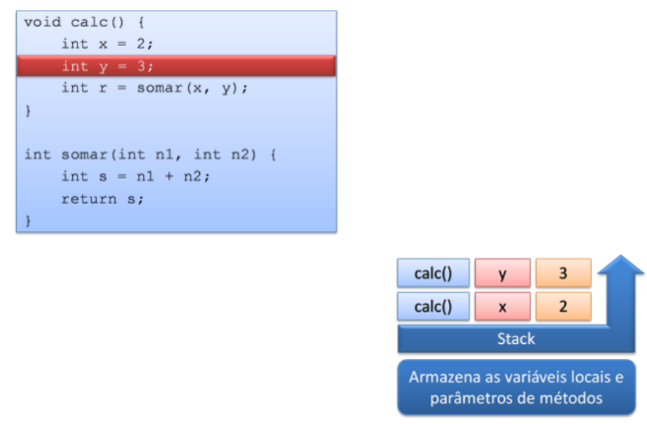 void calc() {
    int x = 2;
    int y = 3;
    int r = somar(x, y);
}
int somar(int n1, int n2) {
    int s = n1 + n2;
    return s;
}
calc() y 3
calc() x 2
Stack
Armazena as variáveis locais e
parâmetros de métodos